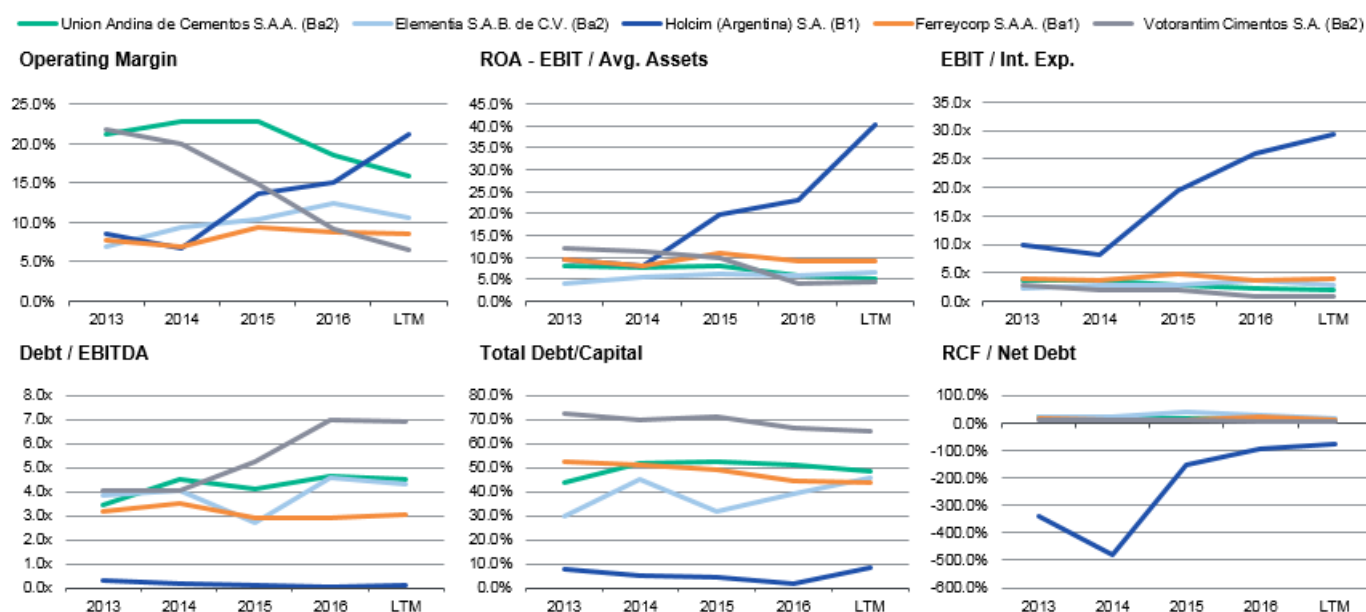 Union Andina de Cementos S.A.A. (Ba2) Elementia S.A.B. de C.V. (Ba2) Holcim (Argentina) S.A. (B1) Ferreycorp S.A.A. (Ba1) Votorantim Cimentos S.A. (Ba2)
Operating Margin
25.0%
20.0%
15.0%
10.0%
5.0%
0.0%
2013 2014 2015 2016 LTM
ROA - EBIT / Avg. Assets
45.0%
40.0%
35.0%
30.0%
25.0%
20.0%
15.0%
10.0%
5.0%
0.0%
2013 2014 2015 2016 LTM
EBIT / Int. Exp.
35.0x
30.0x
25.0x
20.0x
15.0x
10.0x
5.0x
0.0x
2013 2014 2015 2016 LTM
Debt / EBITDA
8.0x
7.0x
6.0x
5.0x
4.0x
3.0x
2.0x
1.0x
0.0x
2013 2014 2015 2016 LTM
Total Debt/Capital
80.0%
70.0%
60.0%
50.0%
40.0%
30.0%
20.0%
10.0%
0.0%
2013 2014 2015 2016 LTM
RCF / Net Debt
100.0%
0.0%
-100.0%
-200.0%
-300.0%
-400.0%
-500.0%
-600.0%
2013 2014 2015 2016 LTM